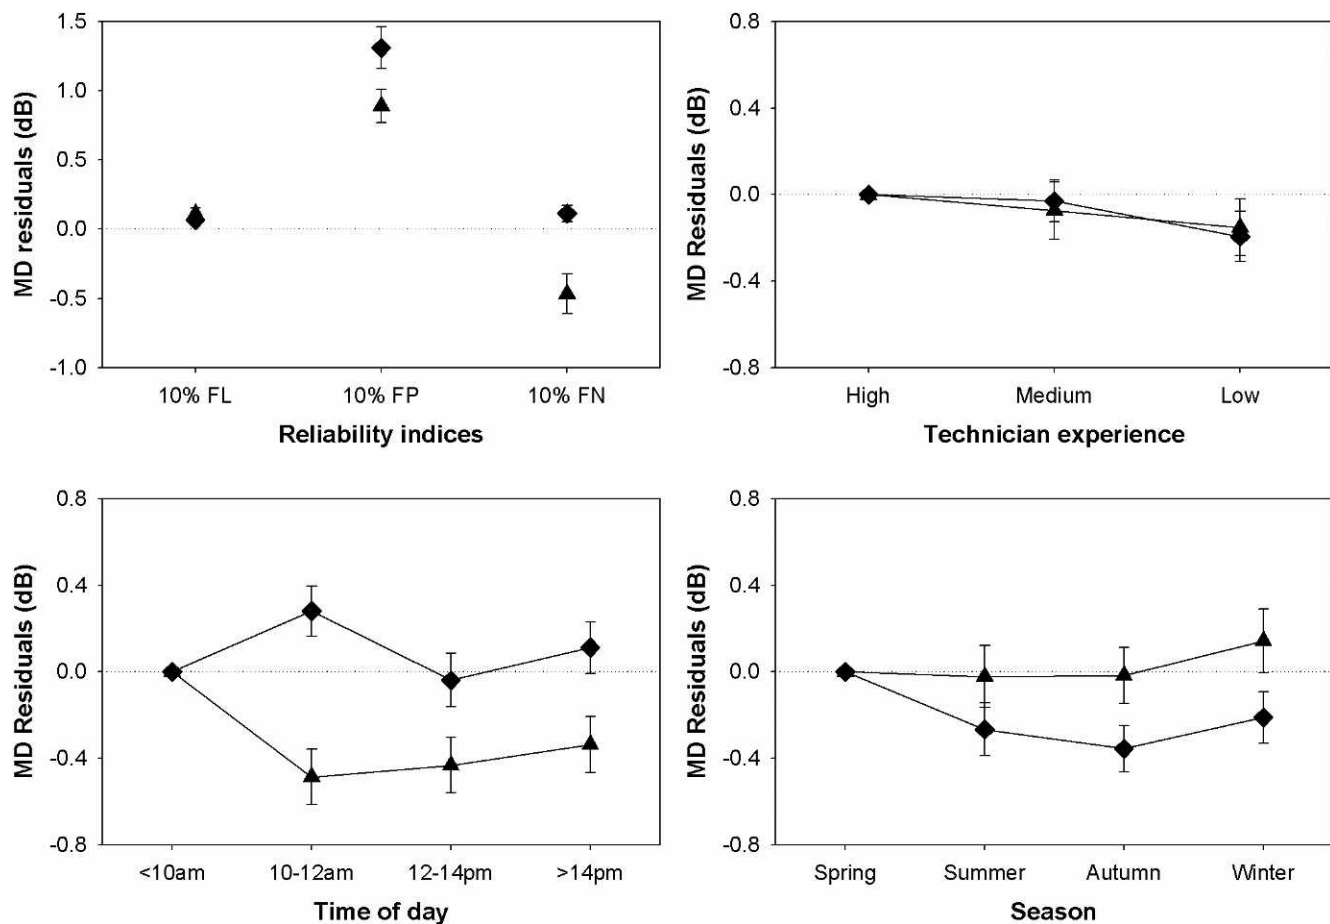 MD residuals (dB)
1.5
1.0
0.5
0.0
-0.5
-1.0
10% FL 10% FP 10% FN
Reliability indices
MD Residuals (dB)
0.8
0.4
0.0
-0.4
-0.8
High Medium Low
Technician experience
MD Residuals (dB)
0.8
0.4
0.0
-0.4
-0.8
<10am 10-12am 12-14pm >14pm
Time of day
MD Residuals (dB)
0.8
0.4
0.0
-0.4
-0.8
Spring Summer Autumn Winter
Season